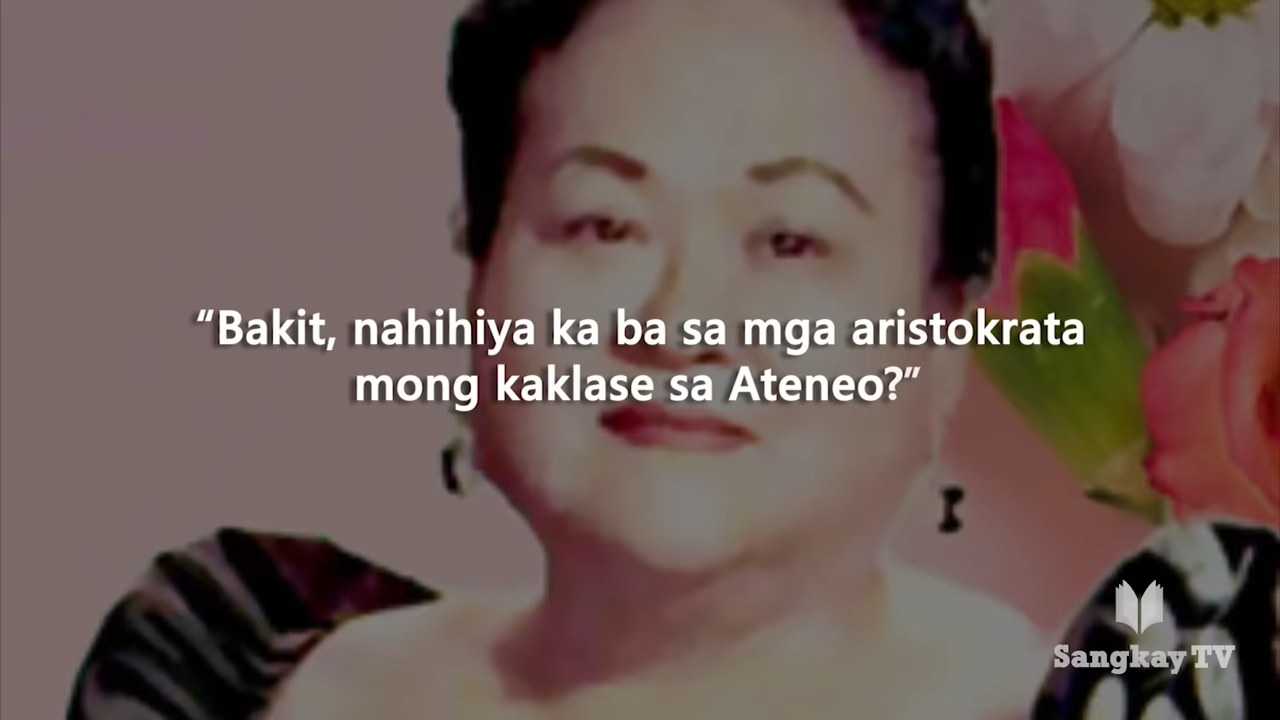 “Bakit, nahihiya ka ba sa mga aristokrata
mong kaklase sa Ateneo?”
Sangkay TV